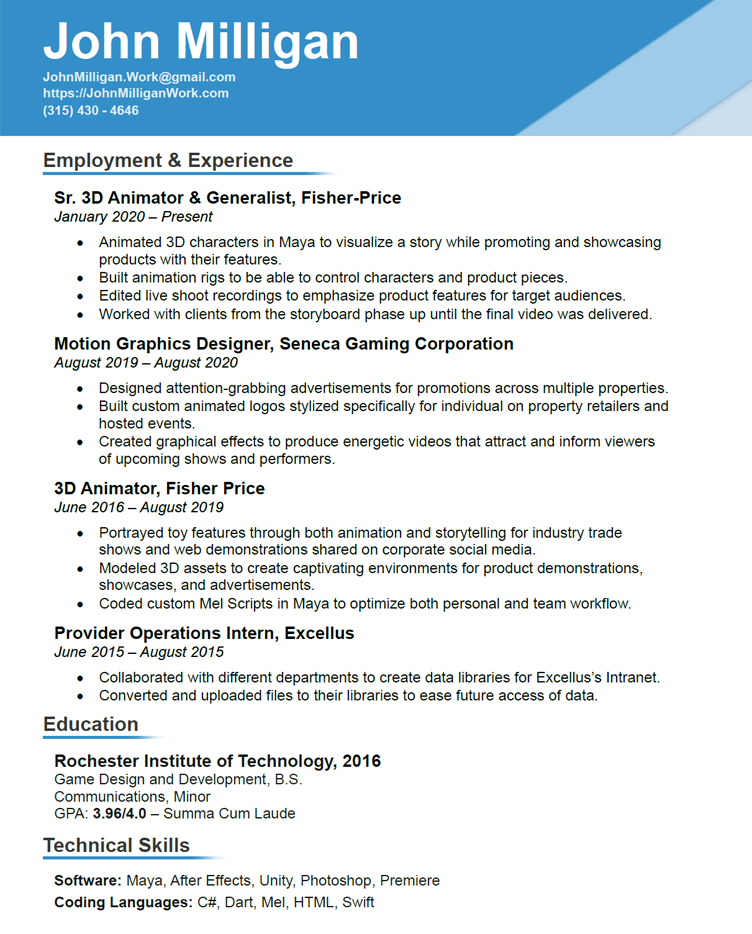 John Milligan
JohnMilligan.Work@gmail.com
https://JohnMilliganWork.com
(315) 430 - 4646
Employment & Experience
Sr. 3D Animator & Generalist, Fisher-Price
January 2020 – Present
• Animated 3D characters in Maya to visualize a story while promoting and showcasing
products with their features.
• Built animation rigs to be able to control characters and product pieces.
• Edited live shoot recordings to emphasize product features for target audiences.
• Worked with clients from the storyboard phase up until the final video was delivered.
Motion Graphics Designer, Seneca Gaming Corporation
August 2019 – August 2020
• Designed attention-grabbing advertisements for promotions across multiple properties.
• Built custom animated logos stylized specifically for individual on property retailers and
hosted events.
• Created graphical effects to produce energetic videos that attract and inform viewers
of upcoming shows and performers.
3D Animator, Fisher Price
June 2016 – August 2019
• Portrayed toy features through both animation and storytelling for industry trade
shows and web demonstrations shared on corporate social media.
• Modeled 3D assets to create captivating environments for product demonstrations,
showcases, and advertisements.
• Coded custom Mel Scripts in Maya to optimize both personal and team workflow.
Provider Operations Intern, Excellus
June 2015 – August 2015
• Collaborated with different departments to create data libraries for Excellus's Intranet.
• Converted and uploaded files to their libraries to ease future access of data.
Education
Rochester Institute of Technology, 2016
Game Design and Development, B.S.
Communications, Minor
GPA: 3.96/4.0 – Summa Cum Laude
Technical Skills
Software: Maya, After Effects, Unity, Photoshop, Premiere
Coding Languages: C#, Dart, Mel, HTML, Swift